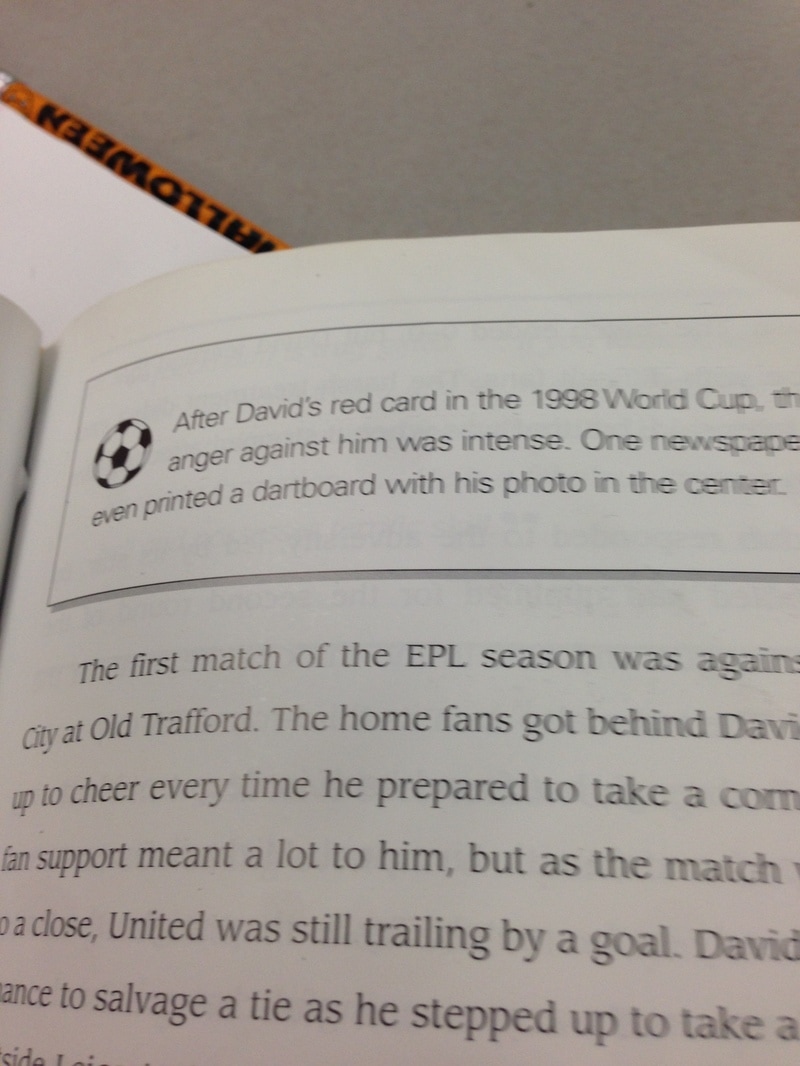 HALLOWEEN
After David's red card in the 1998 World Cup, th
anger against him was intense. One newspape
even printed a dartboard with his photo in the center.
The first match of the EPL season was agains
City at Old Trafford. The home fans got behind Davi
up to cheer every time he prepared to take a corn
fan support meant a lot to him, but as the match
o a close, United was still trailing by a goal. David
ance to salvage a tie as he stepped up to take a